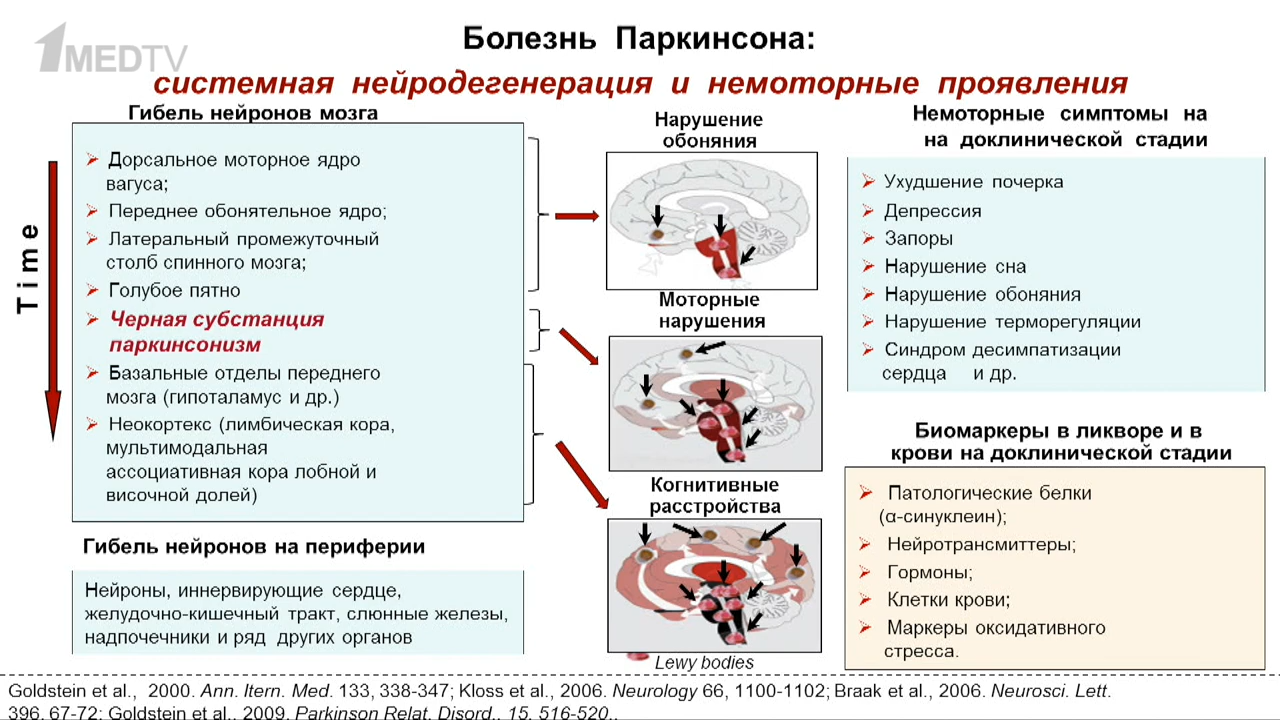 1MEDTV
Болезнь Паркинсона:
системная нейродегенерация и немоторные проявления
Гибель нейронов мозга
Time
Дорсальное моторное ядро
вагуса;
Переднее обонятельное ядро;
Латеральный промежуточный
столб спинного мозга;
Голубое пятно
Черная субстанция
паркинсонизм
Базальные отделы переднего
мозга (гипоталамус и др.)
Неокортекс (лимбическая кора,
мультимодальная
ассоциативная кора лобной и
височной долей)
Гибель нейронов на периферии
Нейроны, иннервирующие сердце,
желудочно-кишечный тракт, слюнные железы,
надпочечники и ряд других органов
Нарушение
обоняния
Моторные
нарушения
Когнитивные
расстройства
Lewy bodies
Немоторные симптомы на
на доклинической стадии
Ухудшение почерка
Депрессия
Запоры
Нарушение сна
Нарушение обоняния
Нарушение терморегуляции
Синдром десимпатизации
сердца и др.
Биомаркеры в ликворе и в
крови на доклинической стадии
Патологические белки
(α-синуклеин);
Нейротрансмиттеры;
Гормоны;
Клетки крови;
Маркеры оксидативного
стресса.
Goldstein et al., 2000. Ann. Itern. Med. 133, 338-347; Kloss et al., 2006. Neurology 66, 1100-1102; Braak et al., 2006. Neurosci. Lett.
396, 67-72; Goldstein et al., 2009. Parkinson Relat. Disord., 15, 516-520.,